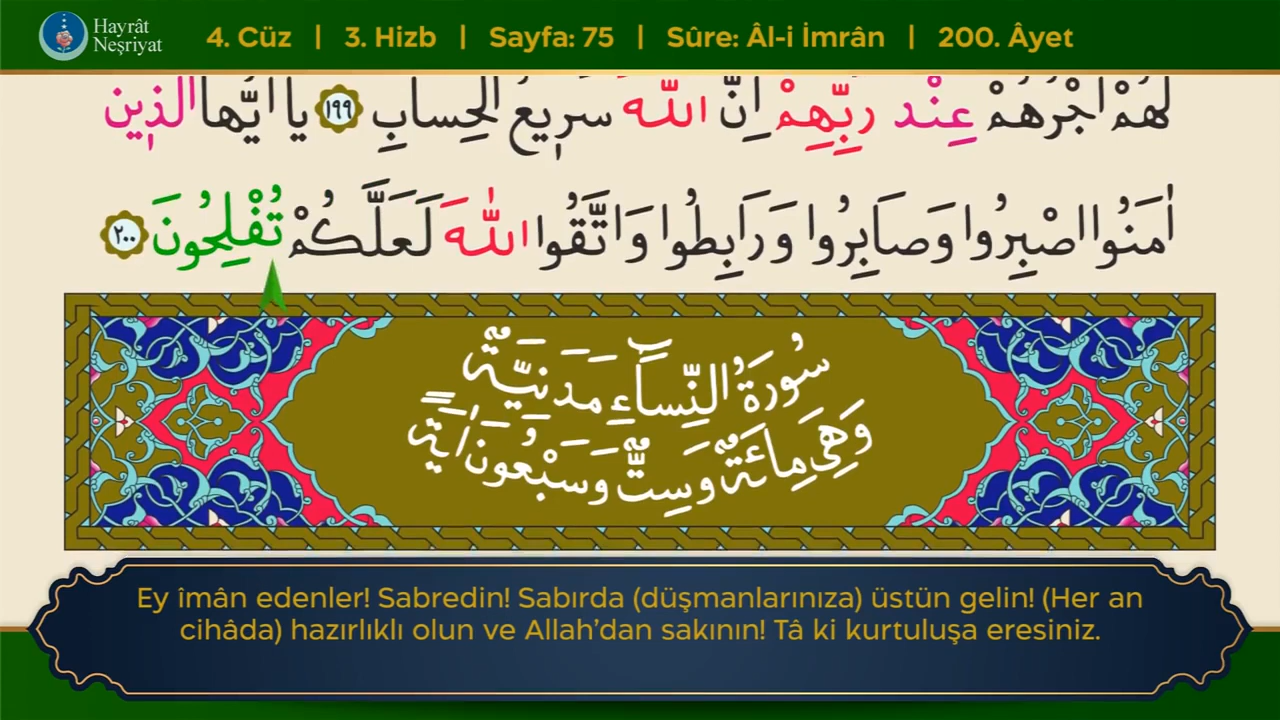 Hayrât
Neşriyat
4. Cüz | 3. Hizb | Sayfa: 75 | Sûre: Âl-i İmrân | 200. Âyet
لَهُمْ اَجْرُهُمْ عِنْدَ رَبِّهِمْ اِنَّ اللّٰهَ سَرٖيعُ الْحِسَابِ ١٩٩ يَا اَيُّهَا الَّذٖينَ
اٰمَنُوا اصْبِرُوا وَصَابِرُوا وَرَابِطُوا وَاتَّقُوا اللّٰهَ لَعَلَّكُمْ تُفْلِحُونَ ٢٠٠
سُورَةُ النِّسَاءِ مَدَنِيَّةٌ
وَهِيَ مِائَةٌ وَسِتٌّ وَسَبْعُونَ اٰيَةً
Ey îmân edenler! Sabredin! Sabırda (düşmanlarınıza) üstün gelin! (Her an
cihâda) hazırlıklı olun ve Allah’dan sakının! Tâ ki kurtuluşa eresiniz.